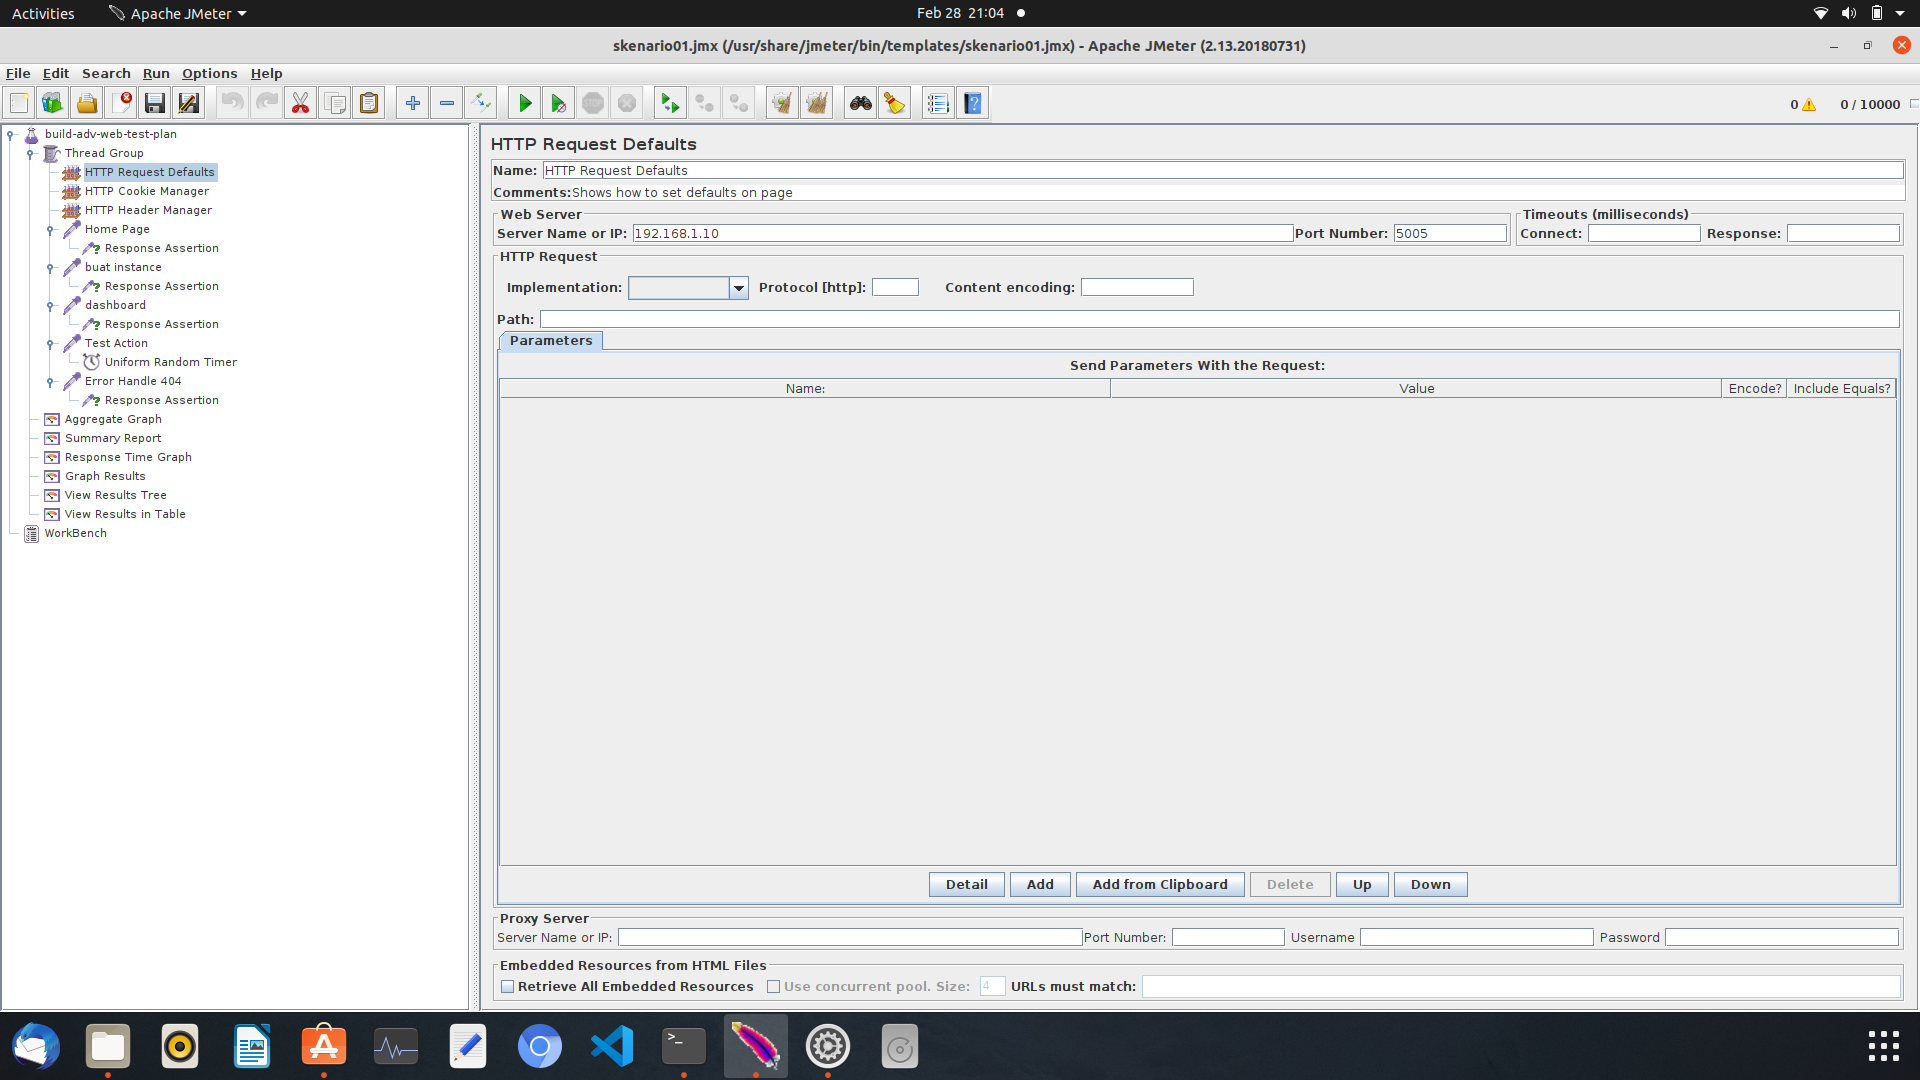 Activities Apache JMeter Feb 28 21:04
skenario01.jmx (/usr/share/jmeter/bin/templates/skenario01.jmx) - Apache JMeter (2.13.20180731)
File Edit Search Run Options Help
STOP 0 0 / 10000
build-adv-web-test-plan
Thread Group
HTTP Request Defaults
HTTP Cookie Manager
HTTP Header Manager
Home Page
Response Assertion
buat instance
Response Assertion
dashboard
Response Assertion
Test Action
Uniform Random Timer
Error Handle 404
Response Assertion
Aggregate Graph
Summary Report
Response Time Graph
Graph Results
View Results Tree
View Results in Table
WorkBench
HTTP Request Defaults
Name: HTTP Request Defaults
Comments: Shows how to set defaults on page
Web Server Timeouts (milliseconds)
Server Name or IP: 192.168.1.10 Port Number: 5005 Connect: Response:
HTTP Request
Implementation: Protocol [http]: Content encoding:
Path:
Parameters
Send Parameters With the Request:
Name: Value Encode? Include Equals?
Detail Add Add from Clipboard Delete Up Down
Proxy Server
Server Name or IP: Port Number: Username Password
Embedded Resources from HTML Files
Retrieve All Embedded Resources Use concurrent pool. Size: 4 URLs must match: